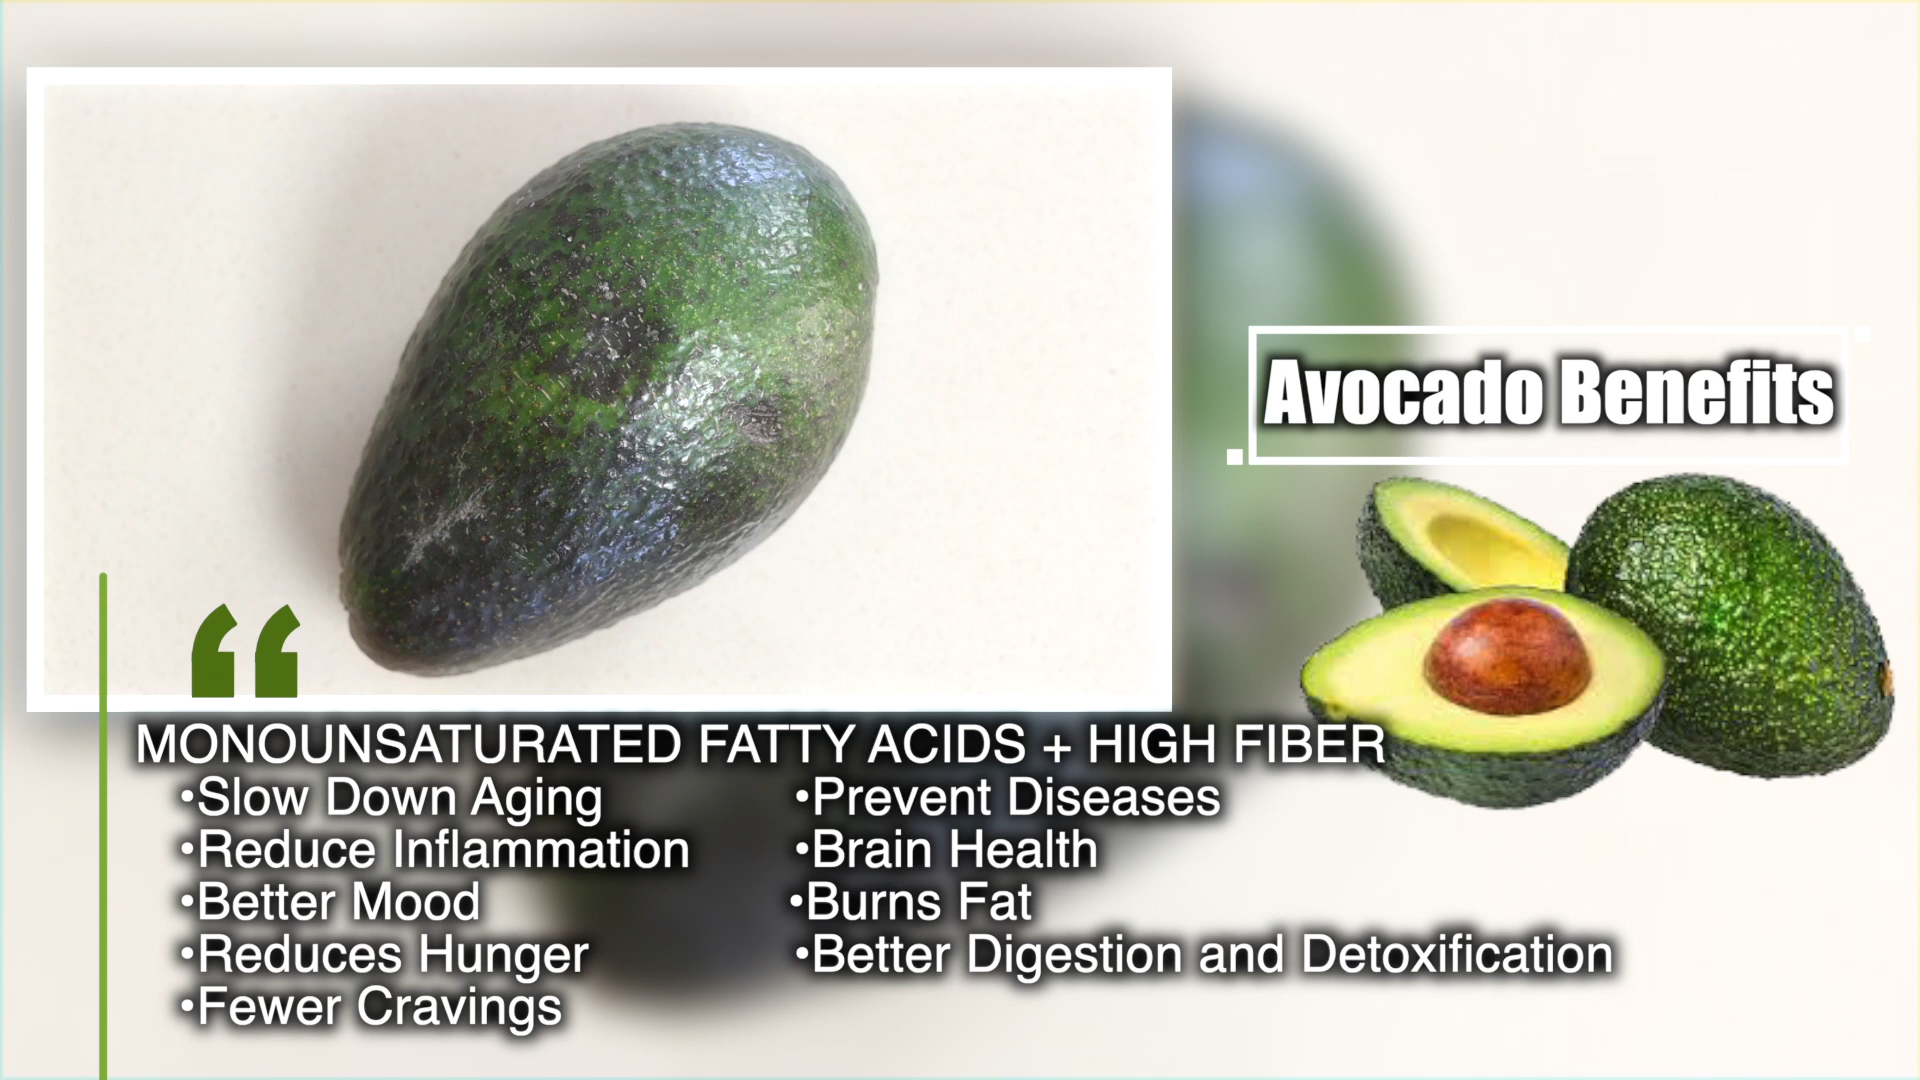 Avocado Benefits
“
MONOUNSATURATED FATTY ACIDS + HIGH FIBER
•Slow Down Aging
•Reduce Inflammation
•Better Mood
•Reduces Hunger
•Fewer Cravings
•Prevent Diseases
•Brain Health
•Burns Fat
•Better Digestion and Detoxification